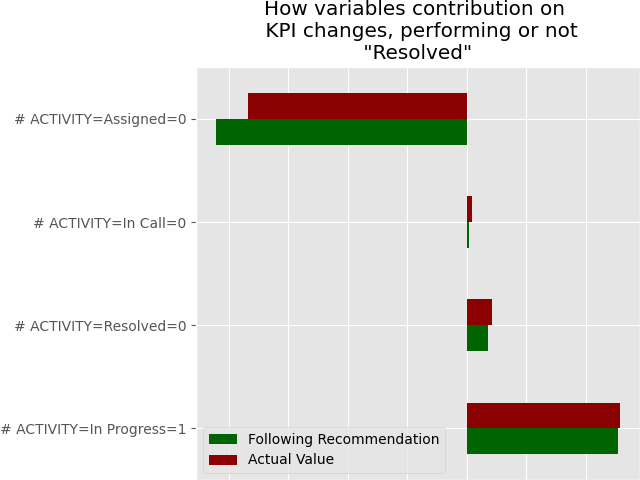 How variables contribution on
KPI changes, performing or not
"Resolved"
# ACTIVITY=Assigned=0
# ACTIVITY=In Call=0
# ACTIVITY=Resolved=0
# ACTIVITY=In Progress=1
Following Recommendation
Actual Value